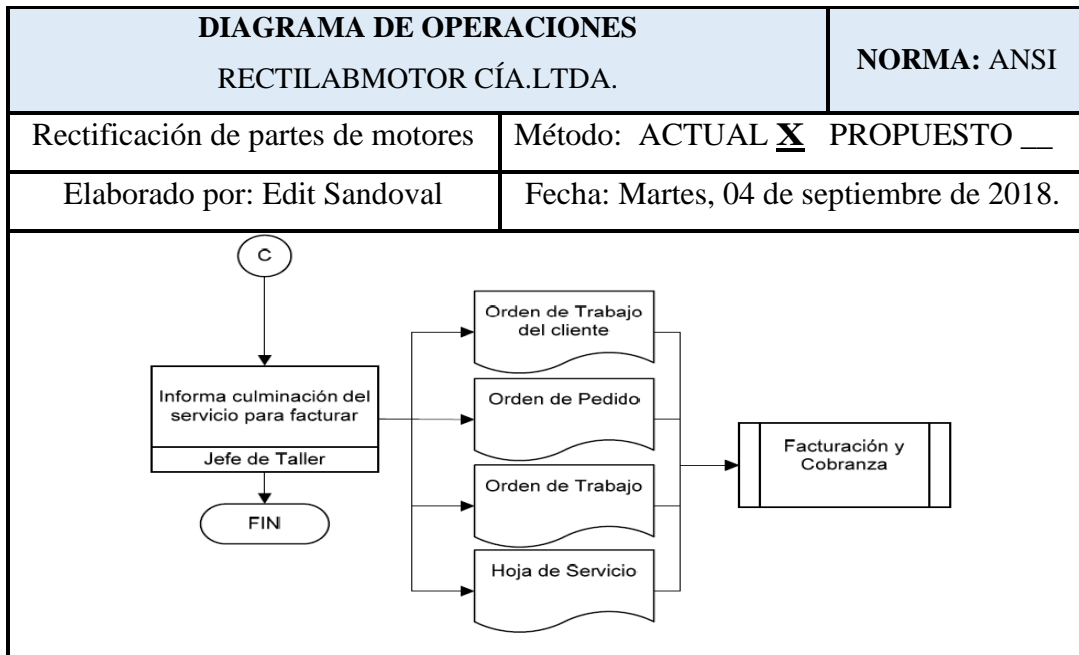 DIAGRAMA DE OPERACIONES
RECTILABMOTOR CÍA.LTDA.
NORMA: ANSI
Rectificación de partes de motores
Método: ACTUAL X PROPUESTO __
Elaborado por: Edit Sandoval
Fecha: Martes, 04 de septiembre de 2018.
C
Informa culminación del
servicio para facturar
Jefe de Taller
FIN
Orden de Trabajo
del cliente
Orden de Pedido
Orden de Trabajo
Hoja de Servicio
Facturación y
Cobranza